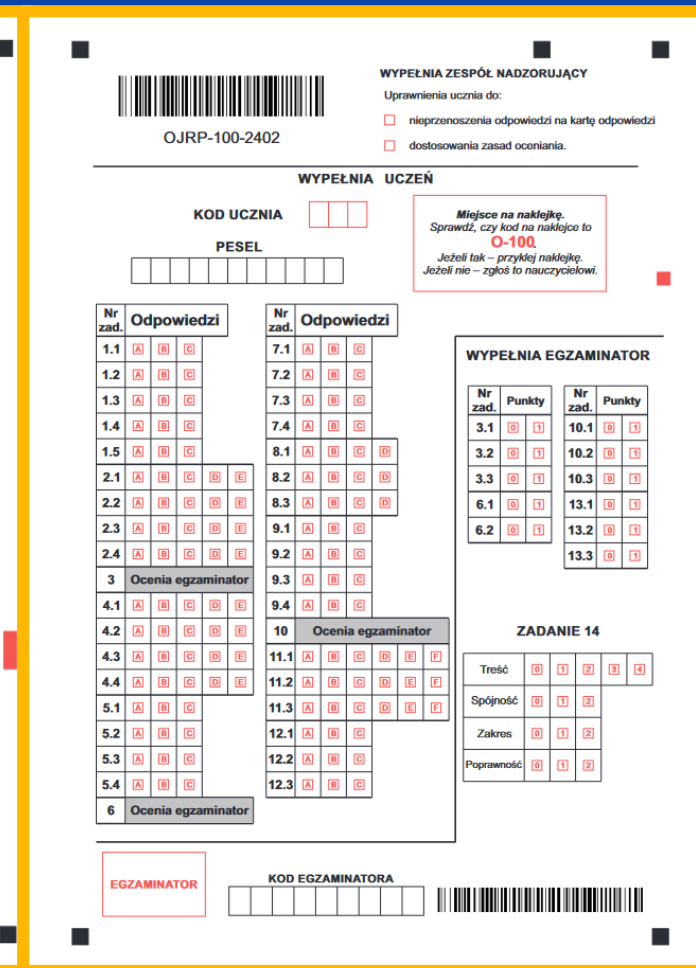 WYPEŁNIA ZESPÓŁ NADZORUJĄCY
Uprawnienia ucznia do:
nieprzenoszenia odpowiedzi na kartę odpowiedzi
dostosowania zasad oceniania.
OJRP-100-2402
WYPEŁNIA UCZEŃ
KOD UCZNIA
PESEL
Miejsce na naklejkę.
Sprawdź, czy kod na naklejce to
O-100.
Jeżeli tak – przyklej naklejkę.
Jeżeli nie – zgłoś to nauczycielowi.
Nr zad. Odpowiedzi
1.1 A B C
1.2 A B C
1.3 A B C
1.4 A B C
1.5 A B C
2.1 A B C D E
2.2 A B C D E
2.3 A B C D E
2.4 A B C D E
3 Ocenia egzaminator
4.1 A B C D E
4.2 A B C D E
4.3 A B C D E
4.4 A B C D E
5.1 A B C
5.2 A B C
5.3 A B C
5.4 A B C
6 Ocenia egzaminator
Nr zad. Odpowiedzi
7.1 A B C
7.2 A B C
7.3 A B C
7.4 A B C
8.1 A B C D
8.2 A B C D
8.3 A B C D
9.1 A B C
9.2 A B C
9.3 A B C
9.4 A B C
10 Ocenia egzaminator
11.1 A B C D E F
11.2 A B C D E F
11.3 A B C D E F
12.1 A B C
12.2 A B C
12.3 A B C
WYPEŁNIA EGZAMINATOR
Nr zad. Punkty
3.1 0 1
3.2 0 1
3.3 0 1
6.1 0 1
6.2 0 1
Nr zad. Punkty
10.1 0 1
10.2 0 1
10.3 0 1
13.1 0 1
13.2 0 1
13.3 0 1
ZADANIE 14
Treść 0 1 2 3 4
Spójność 0 1 2
Zakres 0 1 2
Poprawność 0 1 2
EGZAMINATOR
KOD EGZAMINATORA